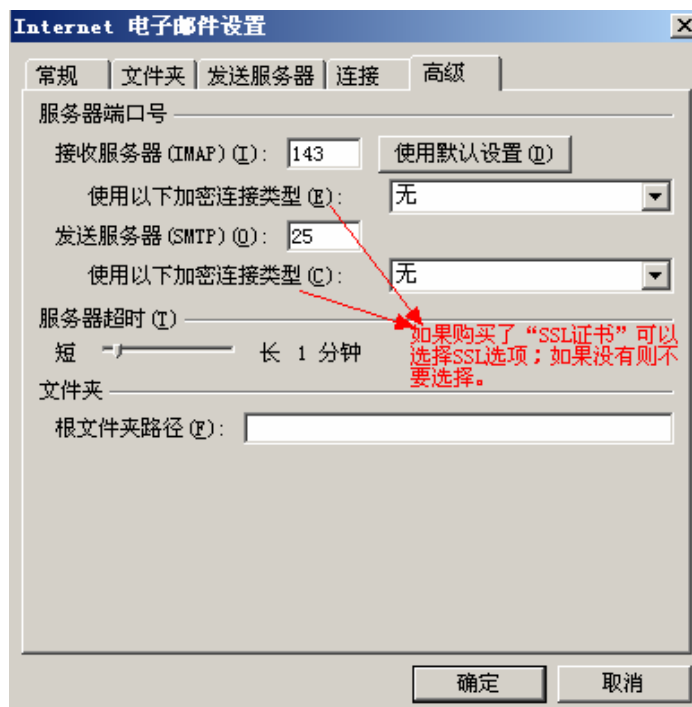 Internet 电子邮件设置
常规 文件夹 发送服务器 连接 高级
服务器端口号
接收服务器(IMAP)(I): 143 使用默认设置(D)
使用以下加密连接类型(E): 无
发送服务器(SMTP)(O): 25
使用以下加密连接类型(C): 无
服务器超时(T)
短 长 1 分钟
如果购买了“SSL证书”可以
选择SSL选项；如果没有则不
要选择。
文件夹
根文件夹路径(F):
确定 取消